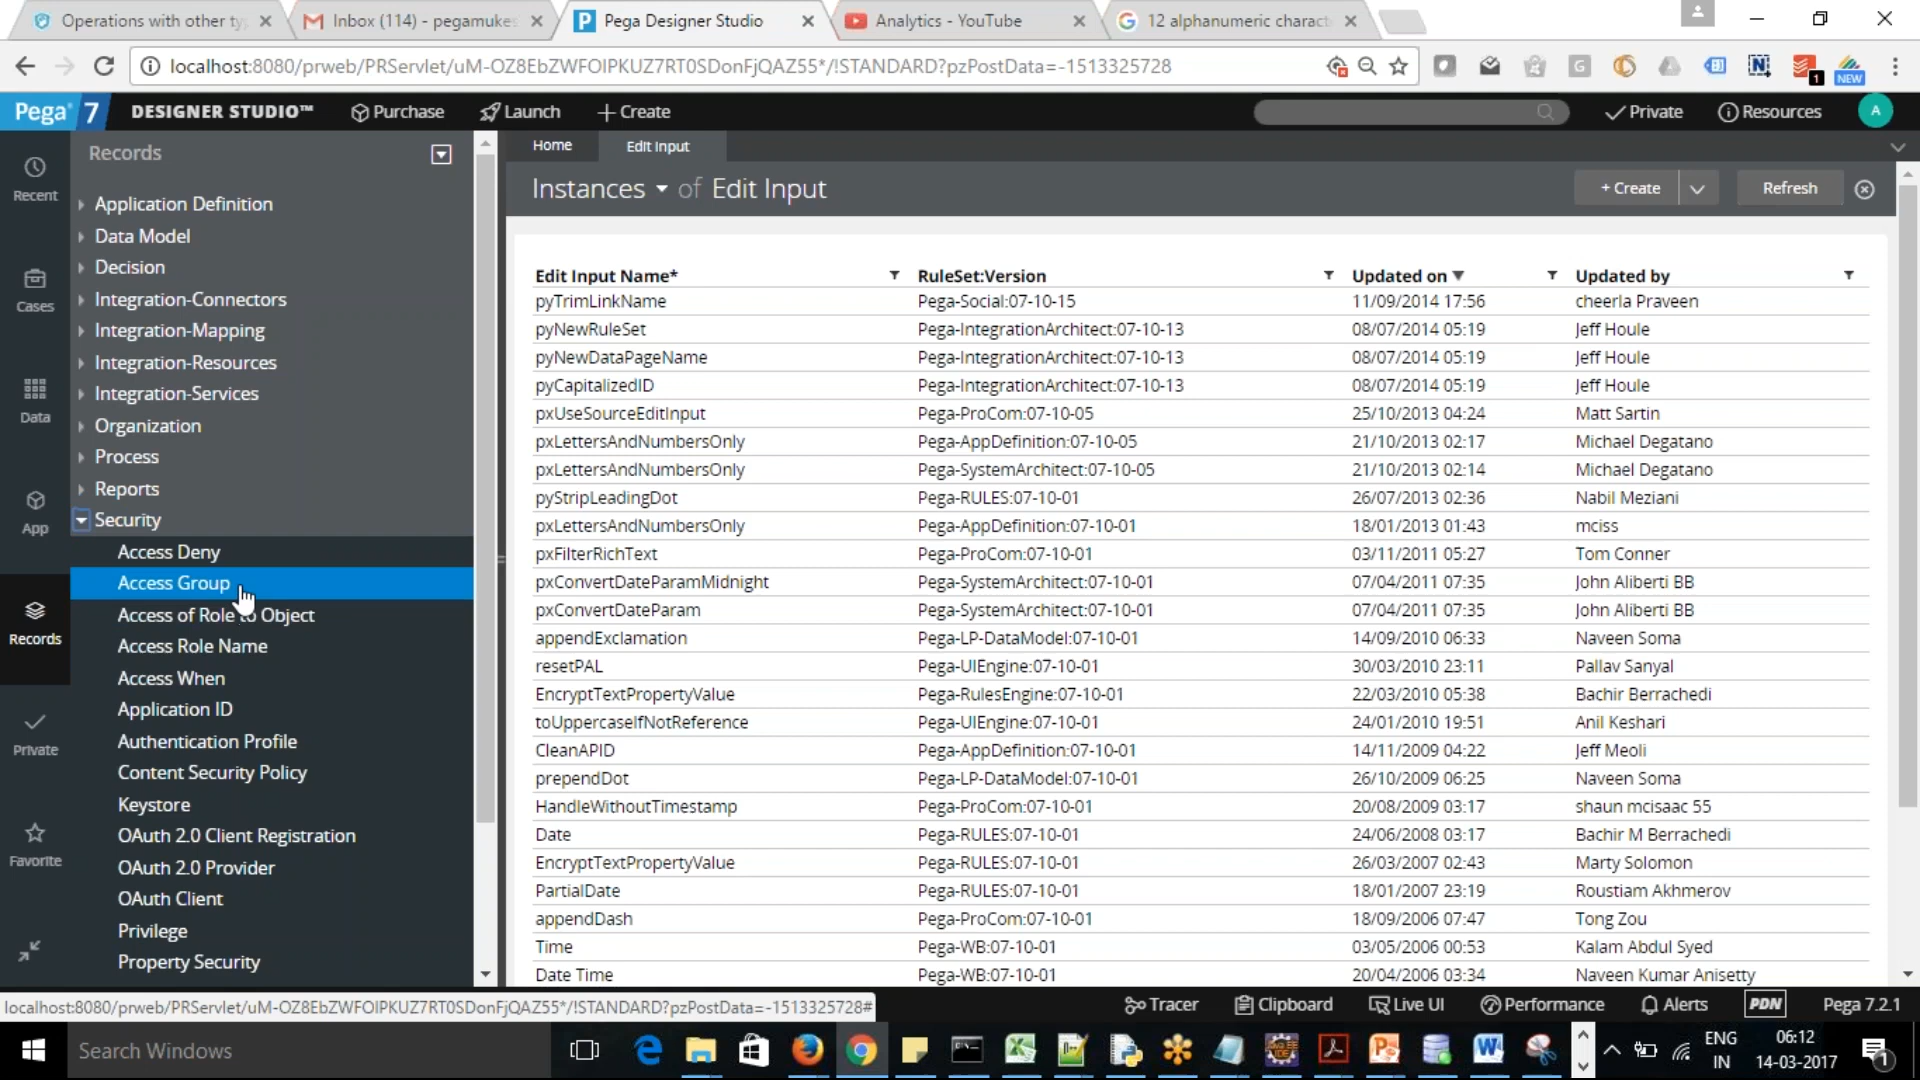 Operations with other ty
Inbox (114) - pegamukes
Pega Designer Studio
Analytics - YouTube
12 alphanumeric charact
localhost:8080/prweb/PRServlet/uM-OZ8EbZWFOIPKUZ7RT0SDonFjQAZ55*/!STANDARD?pzPostData=-1513325728
1
NEW
Pega 7
DESIGNER STUDIO™
Purchase
Launch
+ Create
Private
Resources
A
Recent
Cases
Data
App
Records
Private
Favorite
Records
Application Definition
Data Model
Decision
Integration-Connectors
Integration-Mapping
Integration-Resources
Integration-Services
Organization
Process
Reports
Security
Access Deny
Access Group
Access of Role to Object
Access Role Name
Access When
Application ID
Authentication Profile
Content Security Policy
Keystore
OAuth 2.0 Client Registration
OAuth 2.0 Provider
OAuth Client
Privilege
Property Security
Home
Edit Input
Instances of Edit Input
+ Create
Refresh
Edit Input Name* RuleSet:Version Updated on Updated by
pyTrimLinkName Pega-Social:07-10-15 11/09/2014 17:56 cheerla Praveen
pyNewRuleSet Pega-IntegrationArchitect:07-10-13 08/07/2014 05:19 Jeff Houle
pyNewDataPageName Pega-IntegrationArchitect:07-10-13 08/07/2014 05:19 Jeff Houle
pyCapitalizedID Pega-IntegrationArchitect:07-10-13 08/07/2014 05:19 Jeff Houle
pxUseSourceEditInput Pega-ProCom:07-10-05 25/10/2013 04:24 Matt Sartin
pxLettersAndNumbersOnly Pega-AppDefinition:07-10-05 21/10/2013 02:17 Michael Degatano
pxLettersAndNumbersOnly Pega-SystemArchitect:07-10-05 21/10/2013 02:14 Michael Degatano
pyStripLeadingDot Pega-RULES:07-10-01 26/07/2013 02:36 Nabil Meziani
pxLettersAndNumbersOnly Pega-AppDefinition:07-10-01 18/01/2013 01:43 mciss
pxFilterRichText Pega-ProCom:07-10-01 03/11/2011 05:27 Tom Conner
pxConvertDateParamMidnight Pega-SystemArchitect:07-10-01 07/04/2011 07:35 John Aliberti BB
pxConvertDateParam Pega-SystemArchitect:07-10-01 07/04/2011 07:35 John Aliberti BB
appendExclamation Pega-LP-DataModel:07-10-01 14/09/2010 06:33 Naveen Soma
resetPAL Pega-UIEngine:07-10-01 30/03/2010 23:11 Pallav Sanyal
EncryptTextPropertyValue Pega-RulesEngine:07-10-01 22/03/2010 05:38 Bachir Berrachedi
toUppercaseIfNotReference Pega-UIEngine:07-10-01 24/01/2010 19:51 Anil Keshari
CleanAPID Pega-AppDefinition:07-10-01 14/11/2009 04:22 Jeff Meoli
prependDot Pega-LP-DataModel:07-10-01 26/10/2009 06:25 Naveen Soma
HandleWithoutTimestamp Pega-ProCom:07-10-01 20/08/2009 03:17 shaun mcisaac 55
Date Pega-RULES:07-10-01 24/06/2008 03:17 Bachir M Berrachedi
EncryptTextPropertyValue Pega-RULES:07-10-01 26/03/2007 02:43 Marty Solomon
PartialDate Pega-RULES:07-10-01 18/01/2007 23:19 Roustiam Akhmerov
appendDash Pega-ProCom:07-10-01 18/09/2006 07:47 Tong Zou
Time Pega-WB:07-10-01 03/05/2006 00:53 Kalam Abdul Syed
Date Time Pega-WB:07-10-01 20/04/2006 03:34 Naveen Kumar Anisetty
localhost:8080/prweb/PRServlet/uM-OZ8EbZWFOIPKUZ7RT0SDonFjQAZ55*/!STANDARD?pzPostData=-1513325728#
Tracer
Clipboard
Live UI
Performance
Alerts
PDN
Pega 7.2.1
Search Windows
ENG
IN
06:12
14-03-2017
1